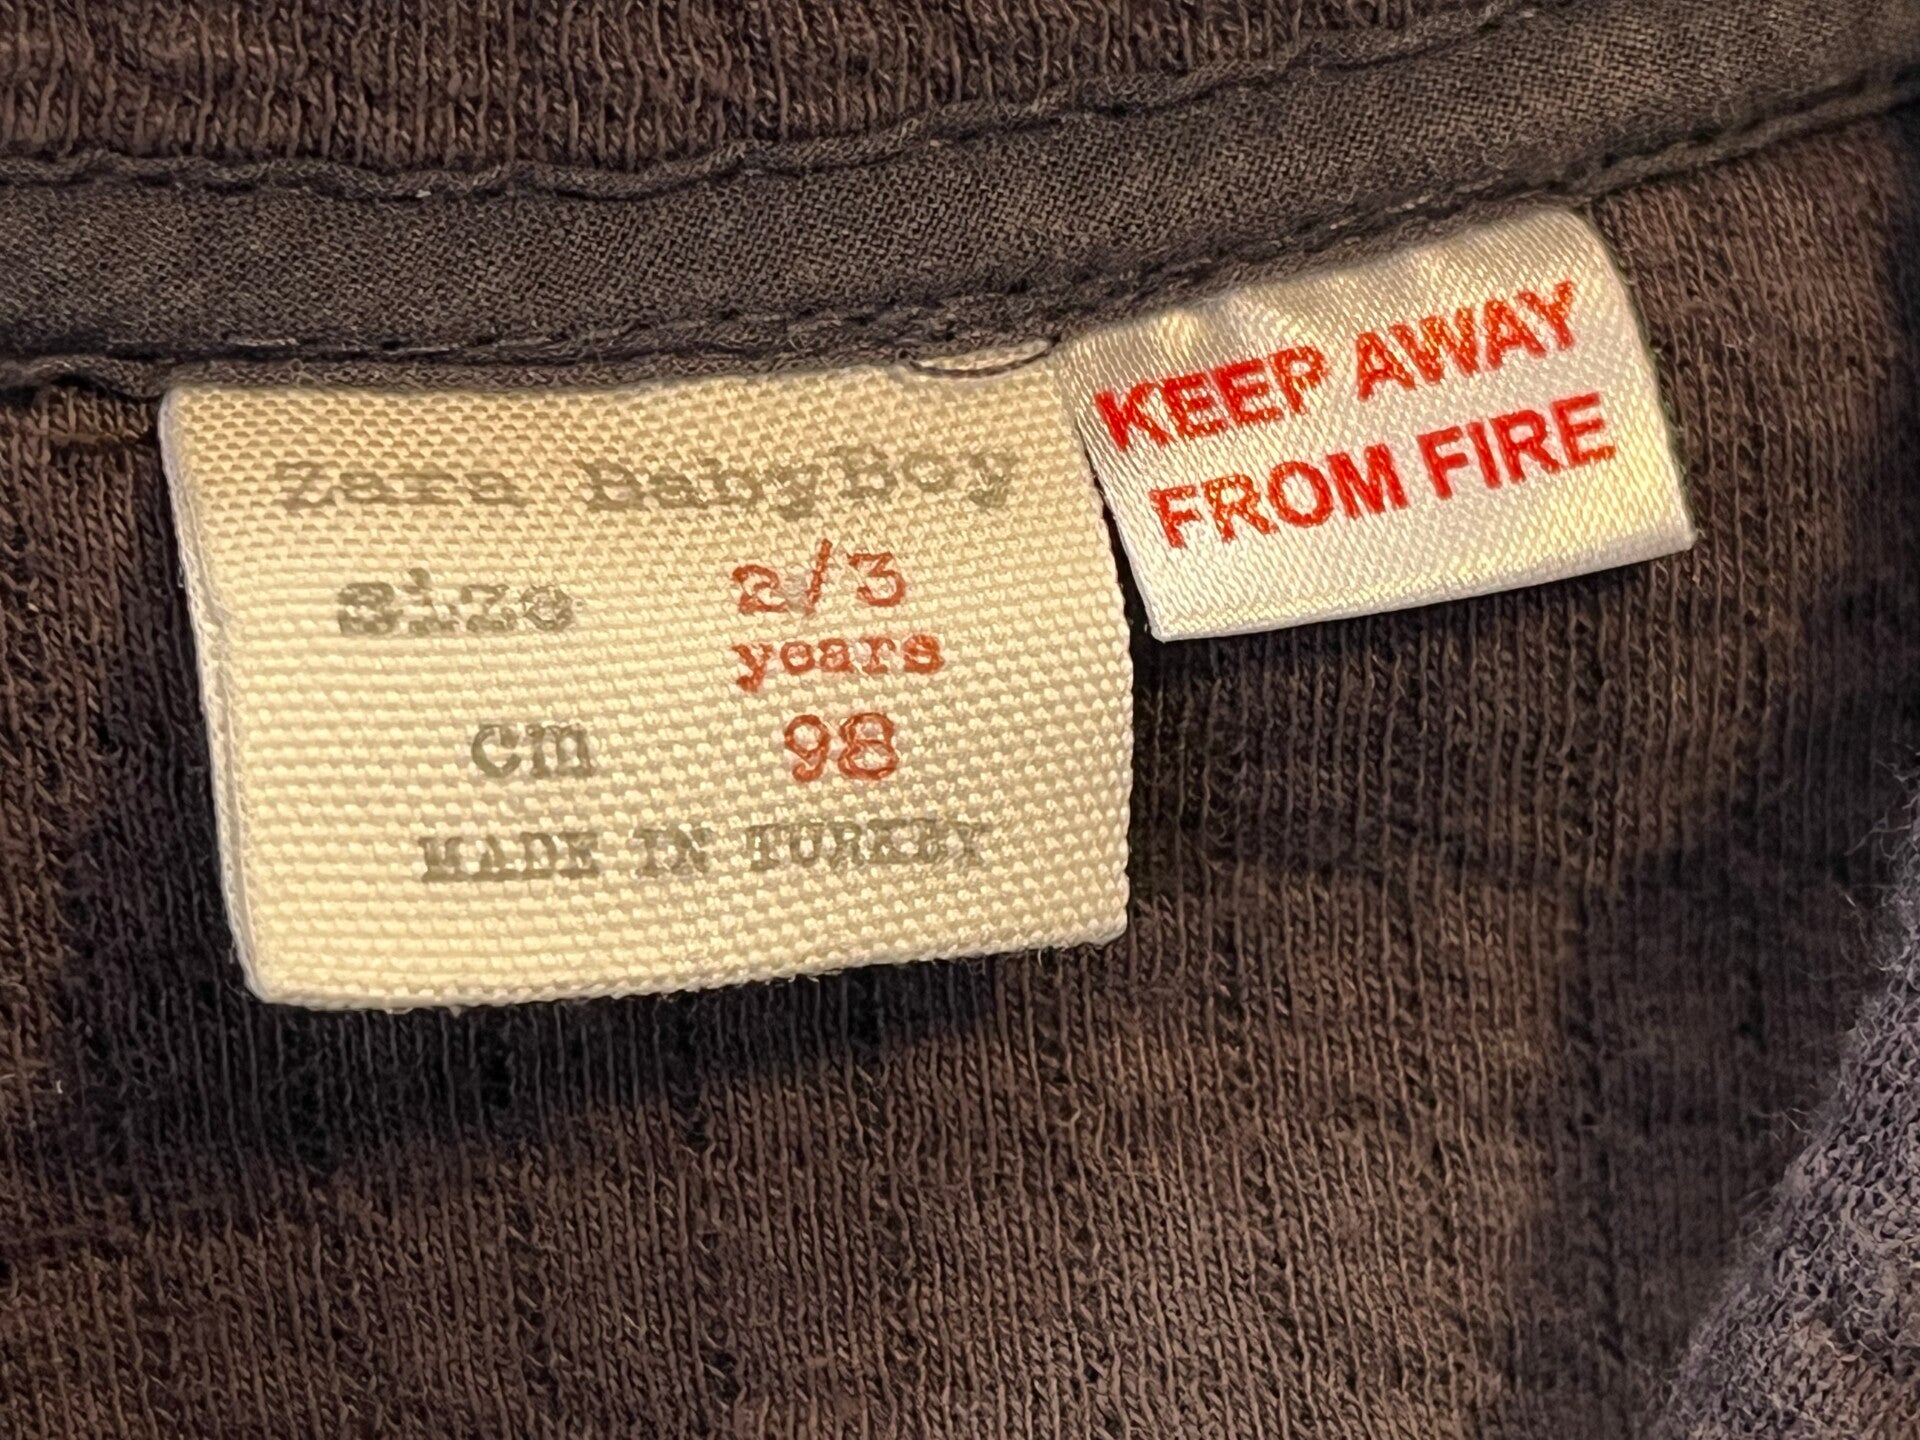 Zara BabyBoy
Size 2/3
years
cm 98
MADE IN TURKEY
KEEP AWAY
FROM FIRE